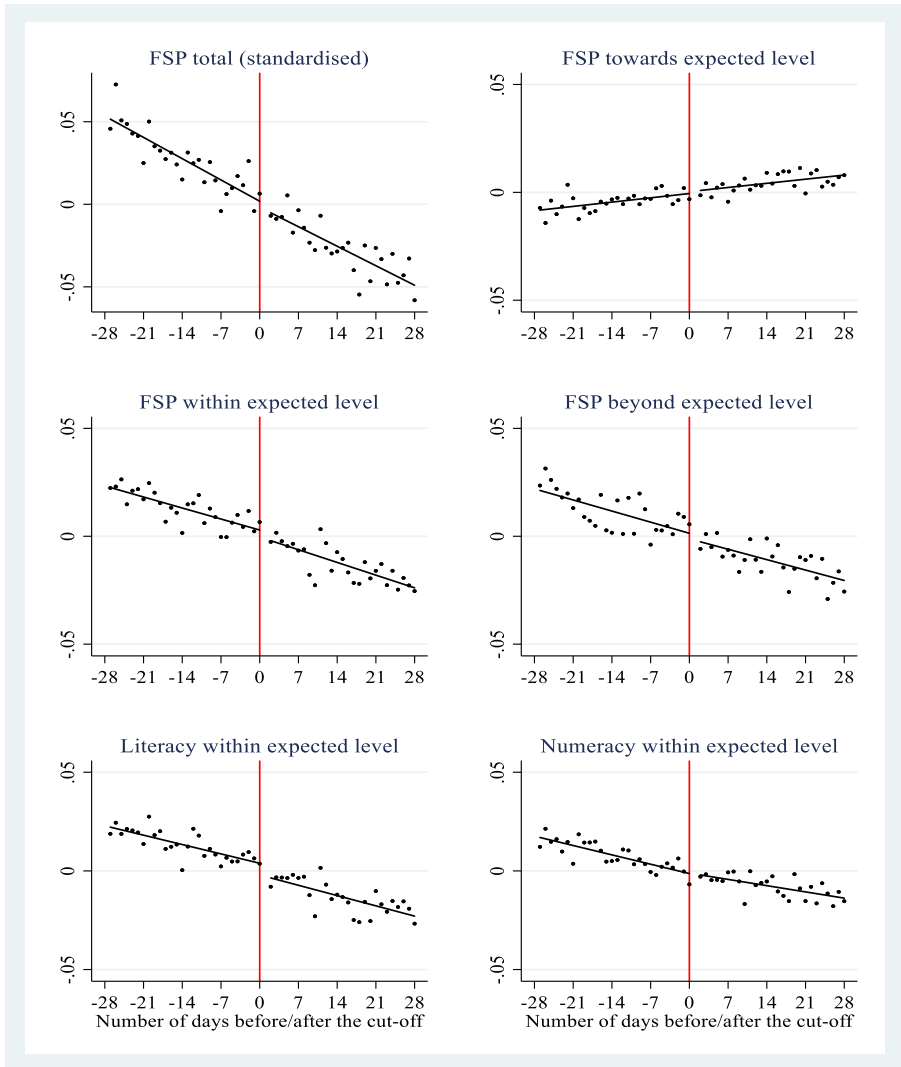 FSP total (standardised)
.05
0
-.05
-28 -21 -14 -7 0 7 14 21 28
FSP towards expected level
.05
0
-.05
-28 -21 -14 -7 0 7 14 21 28
FSP within expected level
.05
0
-.05
-28 -21 -14 -7 0 7 14 21 28
FSP beyond expected level
.05
0
-.05
-28 -21 -14 -7 0 7 14 21 28
Literacy within expected level
.05
0
-.05
-28 -21 -14 -7 0 7 14 21 28
Number of days before/after the cut-off
Numeracy within expected level
.05
0
-.05
-28 -21 -14 -7 0 7 14 21 28
Number of days before/after the cut-off